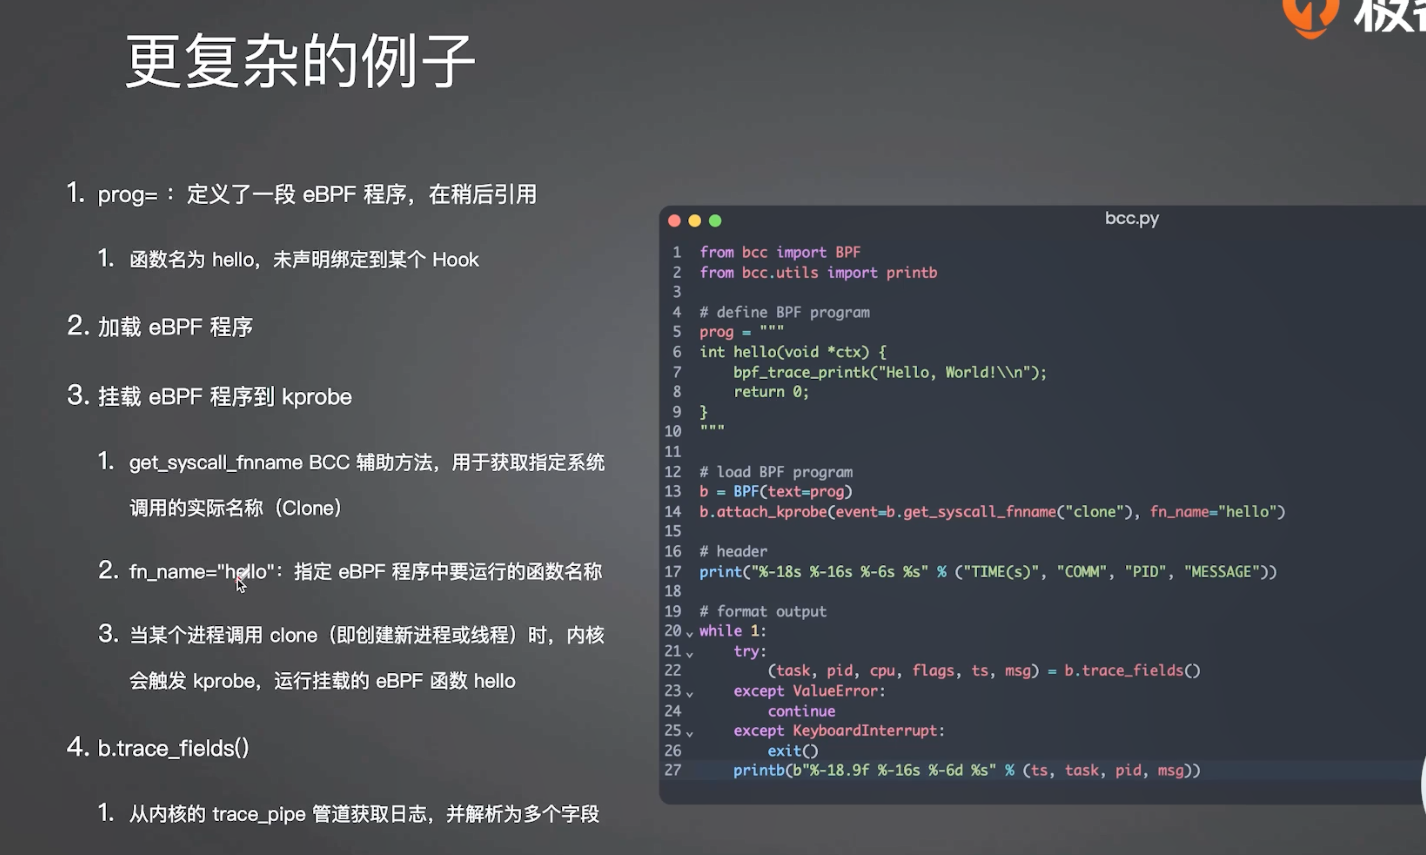 更复杂的例子
1. prog= ：定义了一段 eBPF 程序，在稍后引用
1. 函数名为 hello，未声明绑定到某个 Hook
2. 加载 eBPF 程序
3. 挂载 eBPF 程序到 kprobe
1. get_syscall_fnname BCC 辅助方法，用于获取指定系统
调用的实际名称（Clone）
2. fn_name="hello"：指定 eBPF 程序中要运行的函数名称
3. 当某个进程调用 clone（即创建新进程或线程）时，内核
会触发 kprobe，运行挂载的 eBPF 函数 hello
4. b.trace_fields()
1. 从内核的 trace_pipe 管道获取日志，并解析为多个字段
bcc.py
1 from bcc import BPF
2 from bcc.utils import printb
3
4 # define BPF program
5 prog = """
6 int hello(void *ctx) {
7     bpf_trace_printk("Hello, World!\\n");
8     return 0;
9 }
10 """
11
12 # load BPF program
13 b = BPF(text=prog)
14 b.attach_kprobe(event=b.get_syscall_fnname("clone"), fn_name="hello")
15
16 # header
17 print("%-18s %-16s %-6s %s" % ("TIME(s)", "COMM", "PID", "MESSAGE"))
18
19 # format output
20 while 1:
21     try:
22         (task, pid, cpu, flags, ts, msg) = b.trace_fields()
23     except ValueError:
24         continue
25     except KeyboardInterrupt:
26         exit()
27     printb(b"%-18.9f %-16s %-6d %s" % (ts, task, pid, msg))